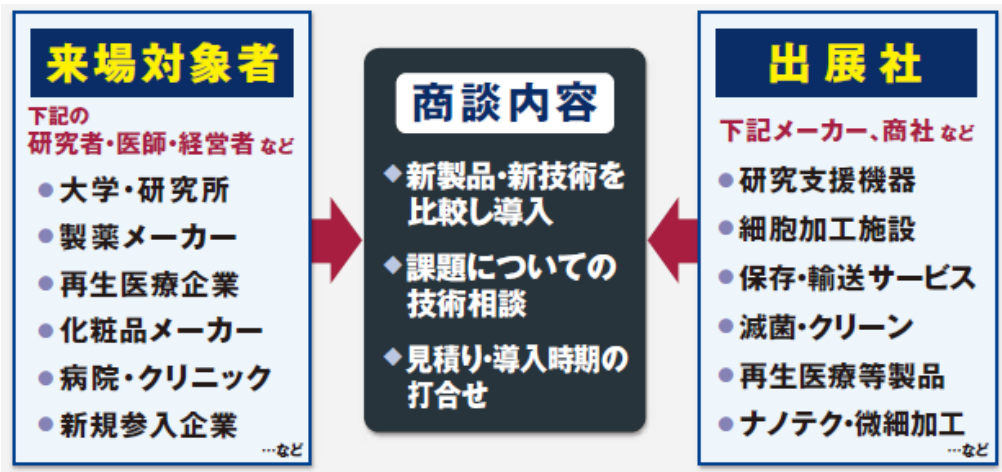 来場対象者
下記の
研究者・医師・経営者 など
●大学・研究所
●製薬メーカー
●再生医療企業
●化粧品メーカー
●病院・クリニック
●新規参入企業
…など
商談内容
◆新製品・新技術を
比較し導入
◆課題についての
技術相談
◆見積り・導入時期の
打合せ
出展社
下記メーカー、商社 など
●研究支援機器
●細胞加工施設
●保存・輸送サービス
●滅菌・クリーン
●再生医療等製品
●ナノテク・微細加工
…など